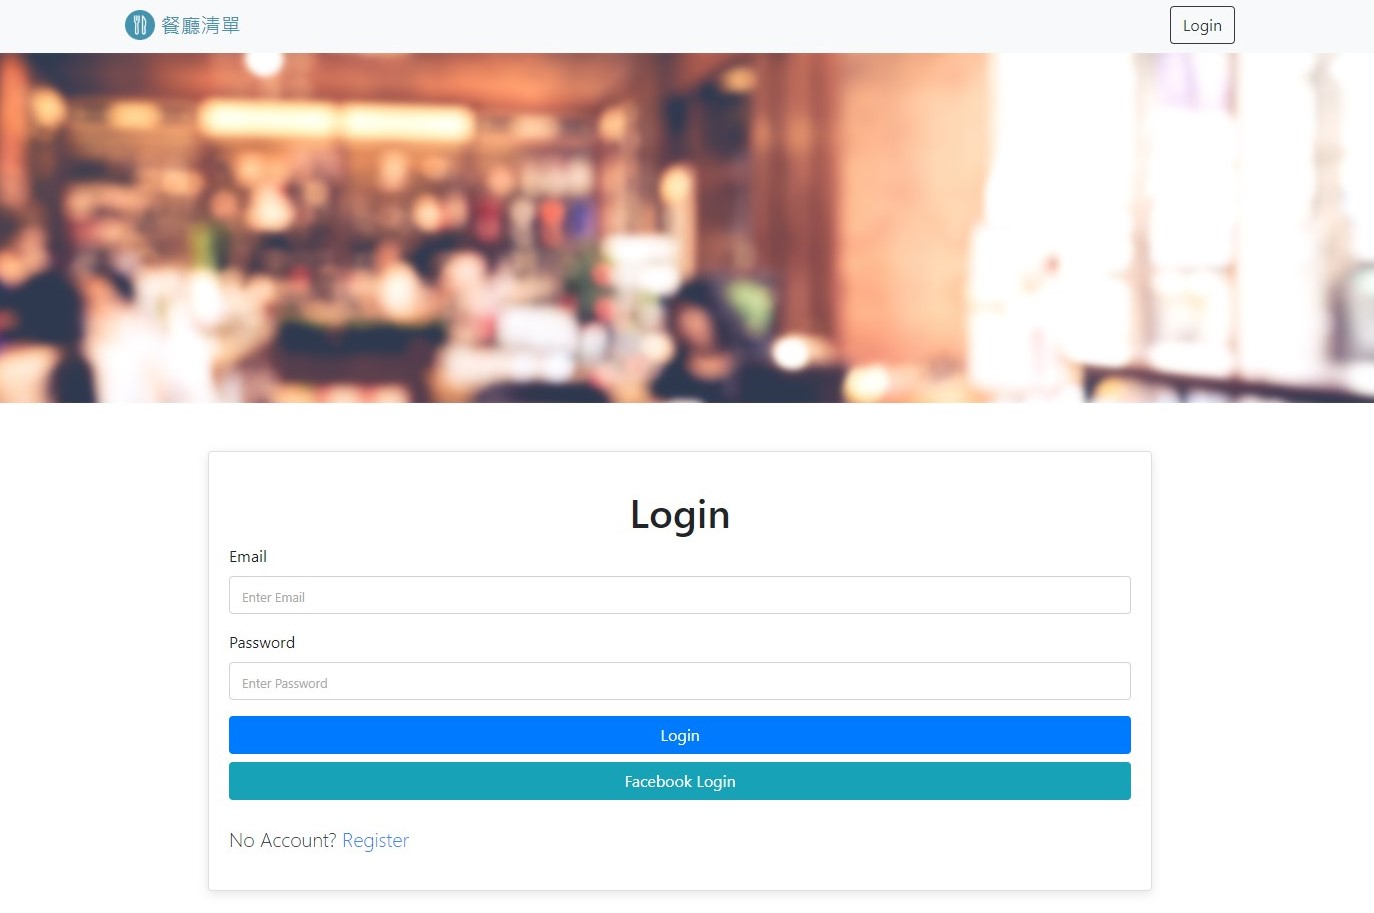 餐廳清單
Login
Login
Email
Enter Email
Password
Enter Password
Login
Facebook Login
No Account? Register